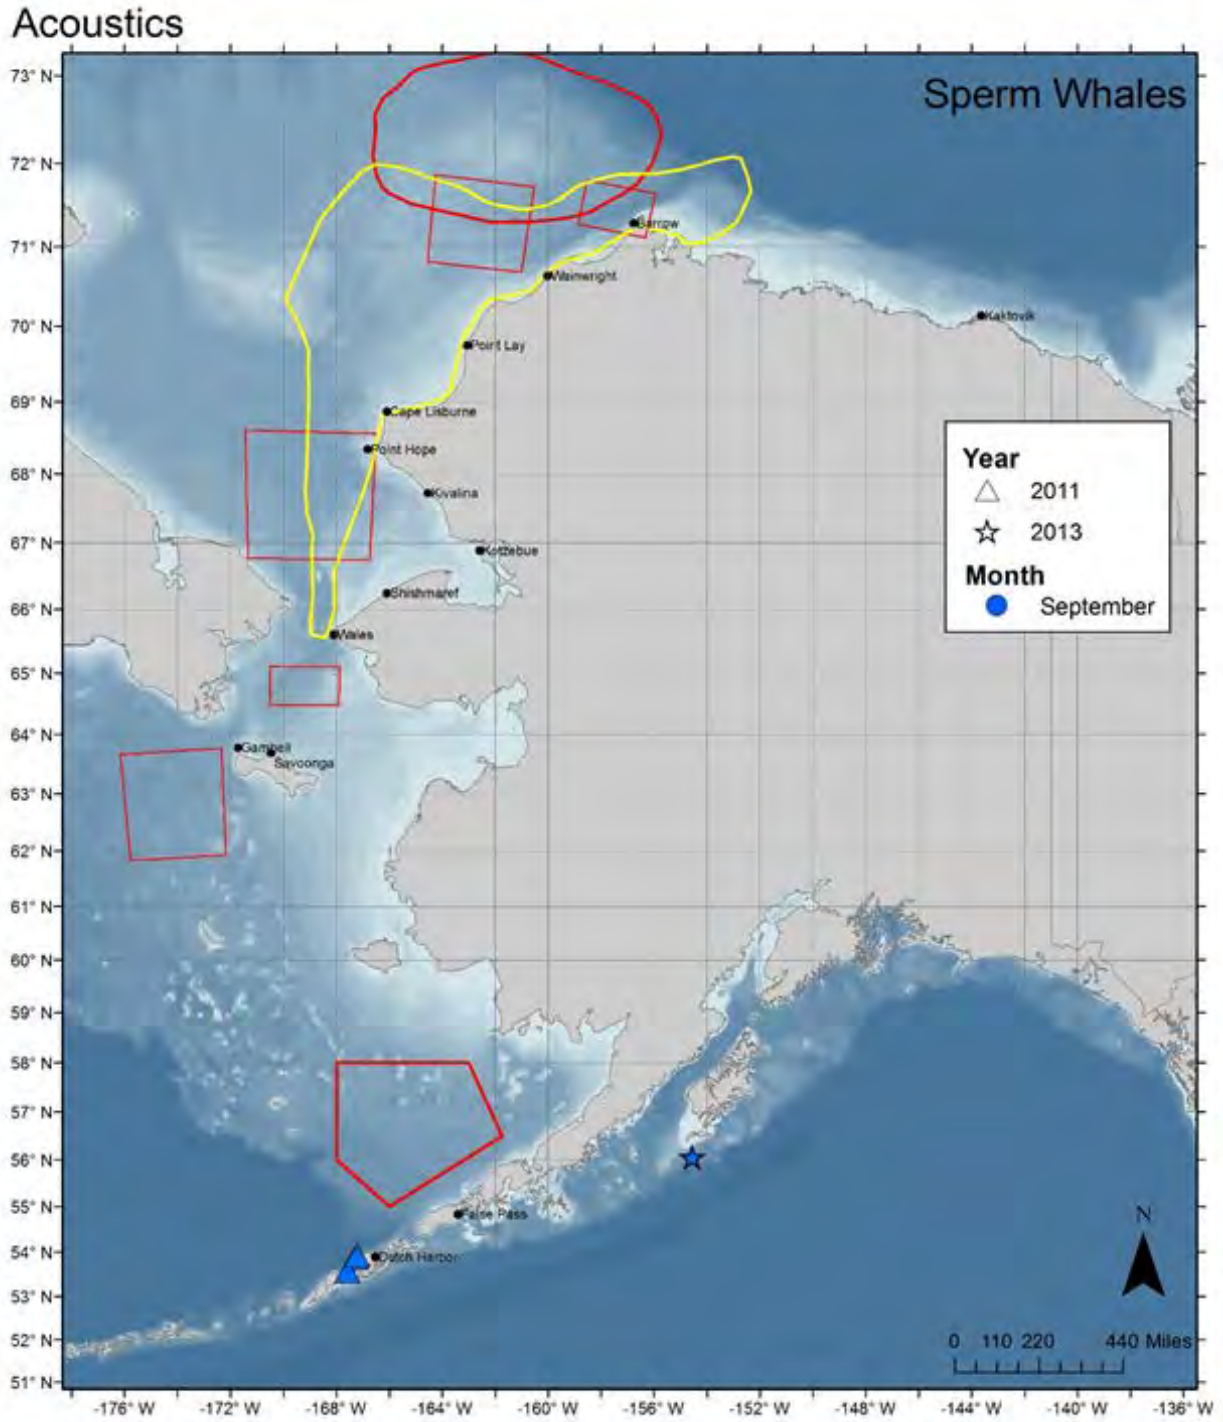 Acoustics
Sperm Whales
73° N
72° N
71° N
70° N
69° N
68° N
67° N
66° N
65° N
64° N
63° N
62° N
61° N
60° N
59° N
58° N
57° N
56° N
55° N
54° N
53° N
52° N
51° N
Barrow
Wainwright
Kaktovik
Point Lay
Cape Lisburne
Point Hope
Kivalina
Kotzebue
Shishmaref
Wales
Gambell
Savoonga
False Pass
Dutch Harbor
Year
2011
2013
Month
September
N
0 110 220 440 Miles
-176° W -172° W -168° W -164° W -160° W -156° W -152° W -148° W -144° W -140° W -136° W